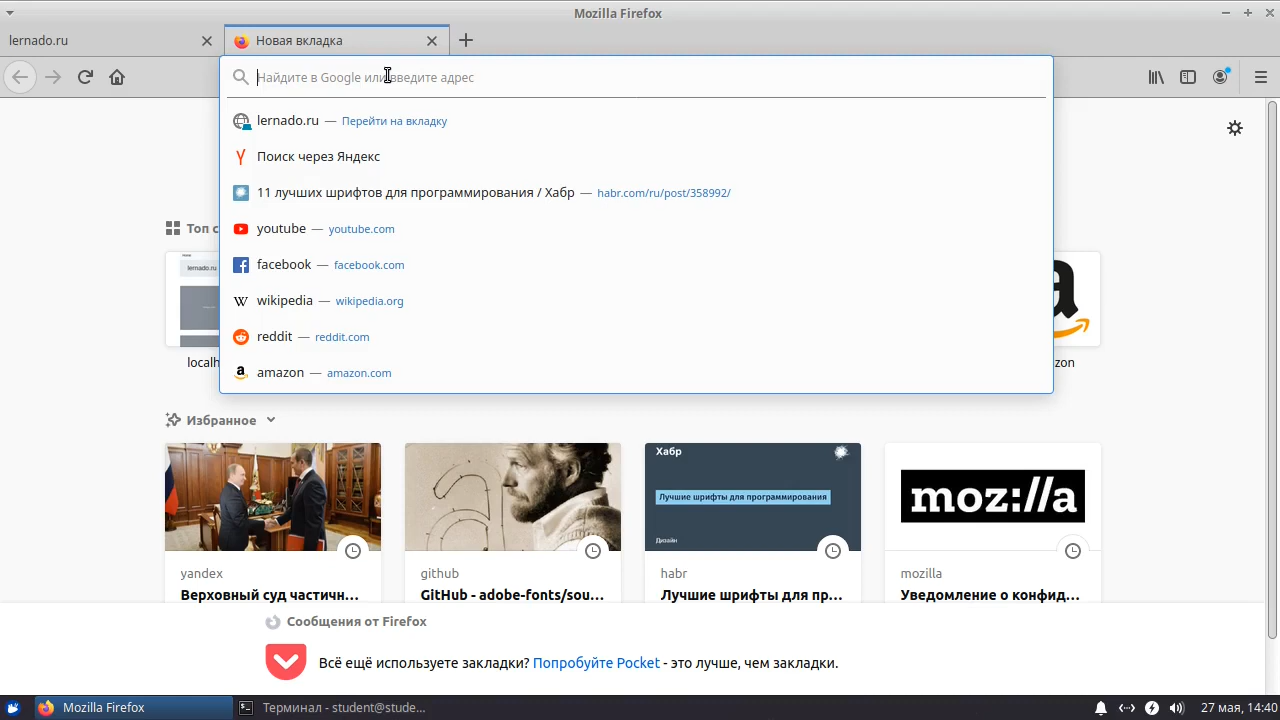 Mozilla Firefox
lernado.ru
Новая вкладка
Найдите в Google или введите адрес
lernado.ru — Перейти на вкладку
Поиск через Яндекс
11 лучших шрифтов для программирования / Хабр — habr.com/ru/post/358992/
youtube — youtube.com
facebook — facebook.com
wikipedia — wikipedia.org
reddit — reddit.com
amazon — amazon.com
Топ с
lernado.ru
localh
zon
Избранное
Хабр
Лучшие шрифты для программирования
Дизайн
moz://a
yandex
github
habr
mozilla
Верховный суд частичн…
GitHub - adobe-fonts/sou…
Лучшие шрифты для пр…
Уведомление о конфид…
Сообщения от Firefox
Всё ещё используете закладки? Попробуйте Pocket - это лучше, чем закладки.
Mozilla Firefox
Терминал - student@stude…
27 мая, 14:40